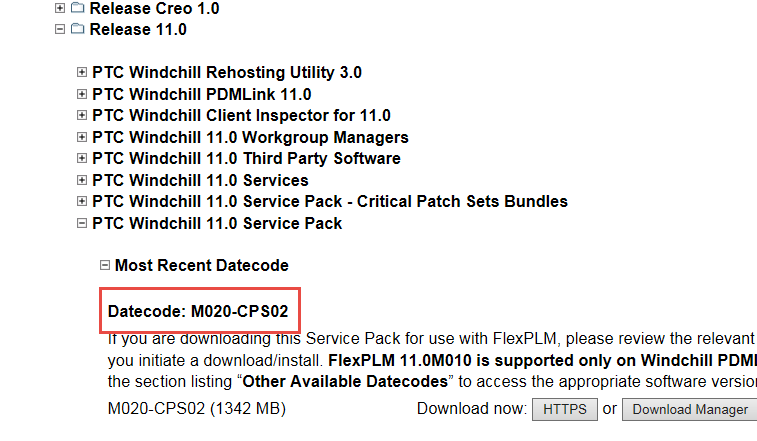 Release Creo 1.0
Release 11.0
PTC Windchill Rehosting Utility 3.0
PTC Windchill PDMLink 11.0
PTC Windchill Client Inspector for 11.0
PTC Windchill 11.0 Workgroup Managers
PTC Windchill 11.0 Third Party Software
PTC Windchill 11.0 Services
PTC Windchill 11.0 Service Pack - Critical Patch Sets Bundles
PTC Windchill 11.0 Service Pack
Most Recent Datecode
Datecode: M020-CPS02
If you are downloading this Service Pack for use with FlexPLM, please review the relevant
you initiate a download/install. FlexPLM 11.0M010 is supported only on Windchill PDM
the section listing “Other Available Datecodes” to access the appropriate software versio
M020-CPS02 (1342 MB) Download now: HTTPS or Download Manager